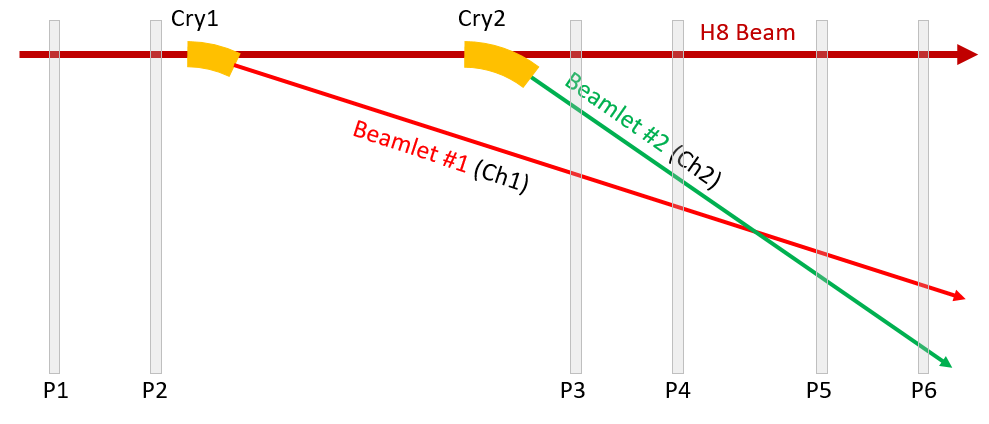 Cry1
Cry2
H8 Beam
Beamlet #1 (Ch1)
Beamlet #2 (Ch2)
P1
P2
P3
P4
P5
P6